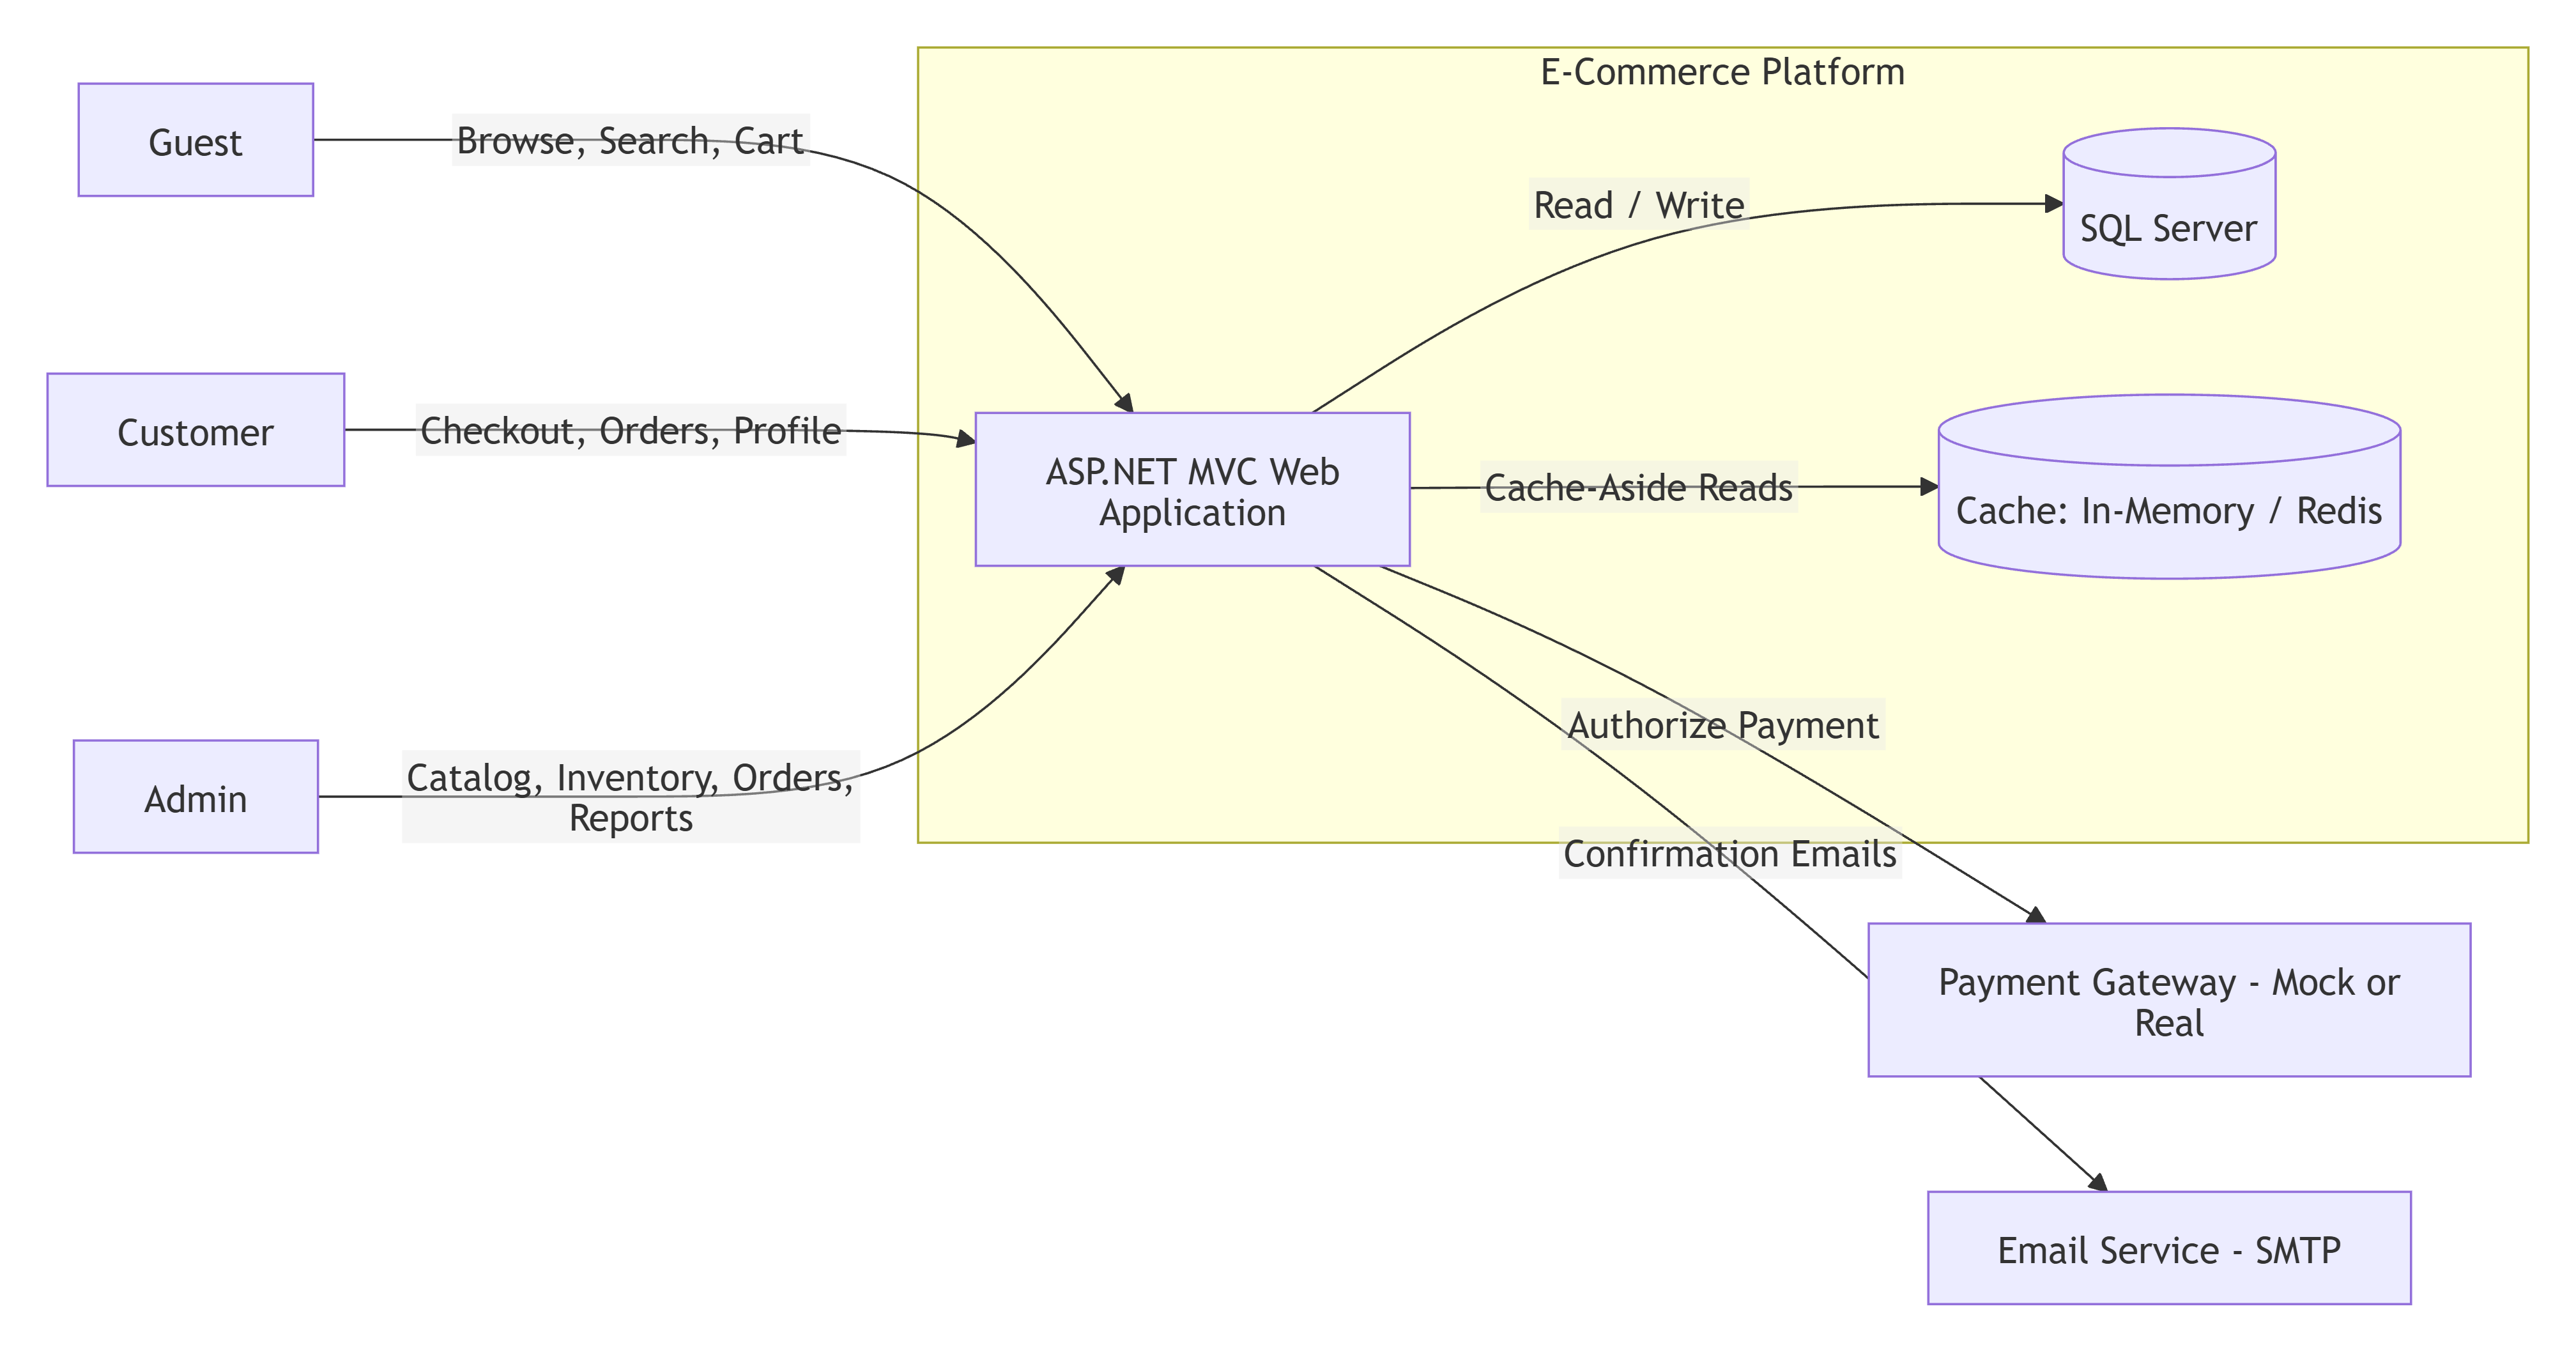 E-Commerce Platform
Guest
Browse, Search, Cart
Read / Write
SQL Server
Customer
Checkout, Orders, Profile
ASP.NET MVC Web
Application
Cache-Aside Reads
Cache: In-Memory / Redis
Admin
Catalog, Inventory, Orders,
Reports
Authorize Payment
Confirmation Emails
Payment Gateway - Mock or
Real
Email Service - SMTP